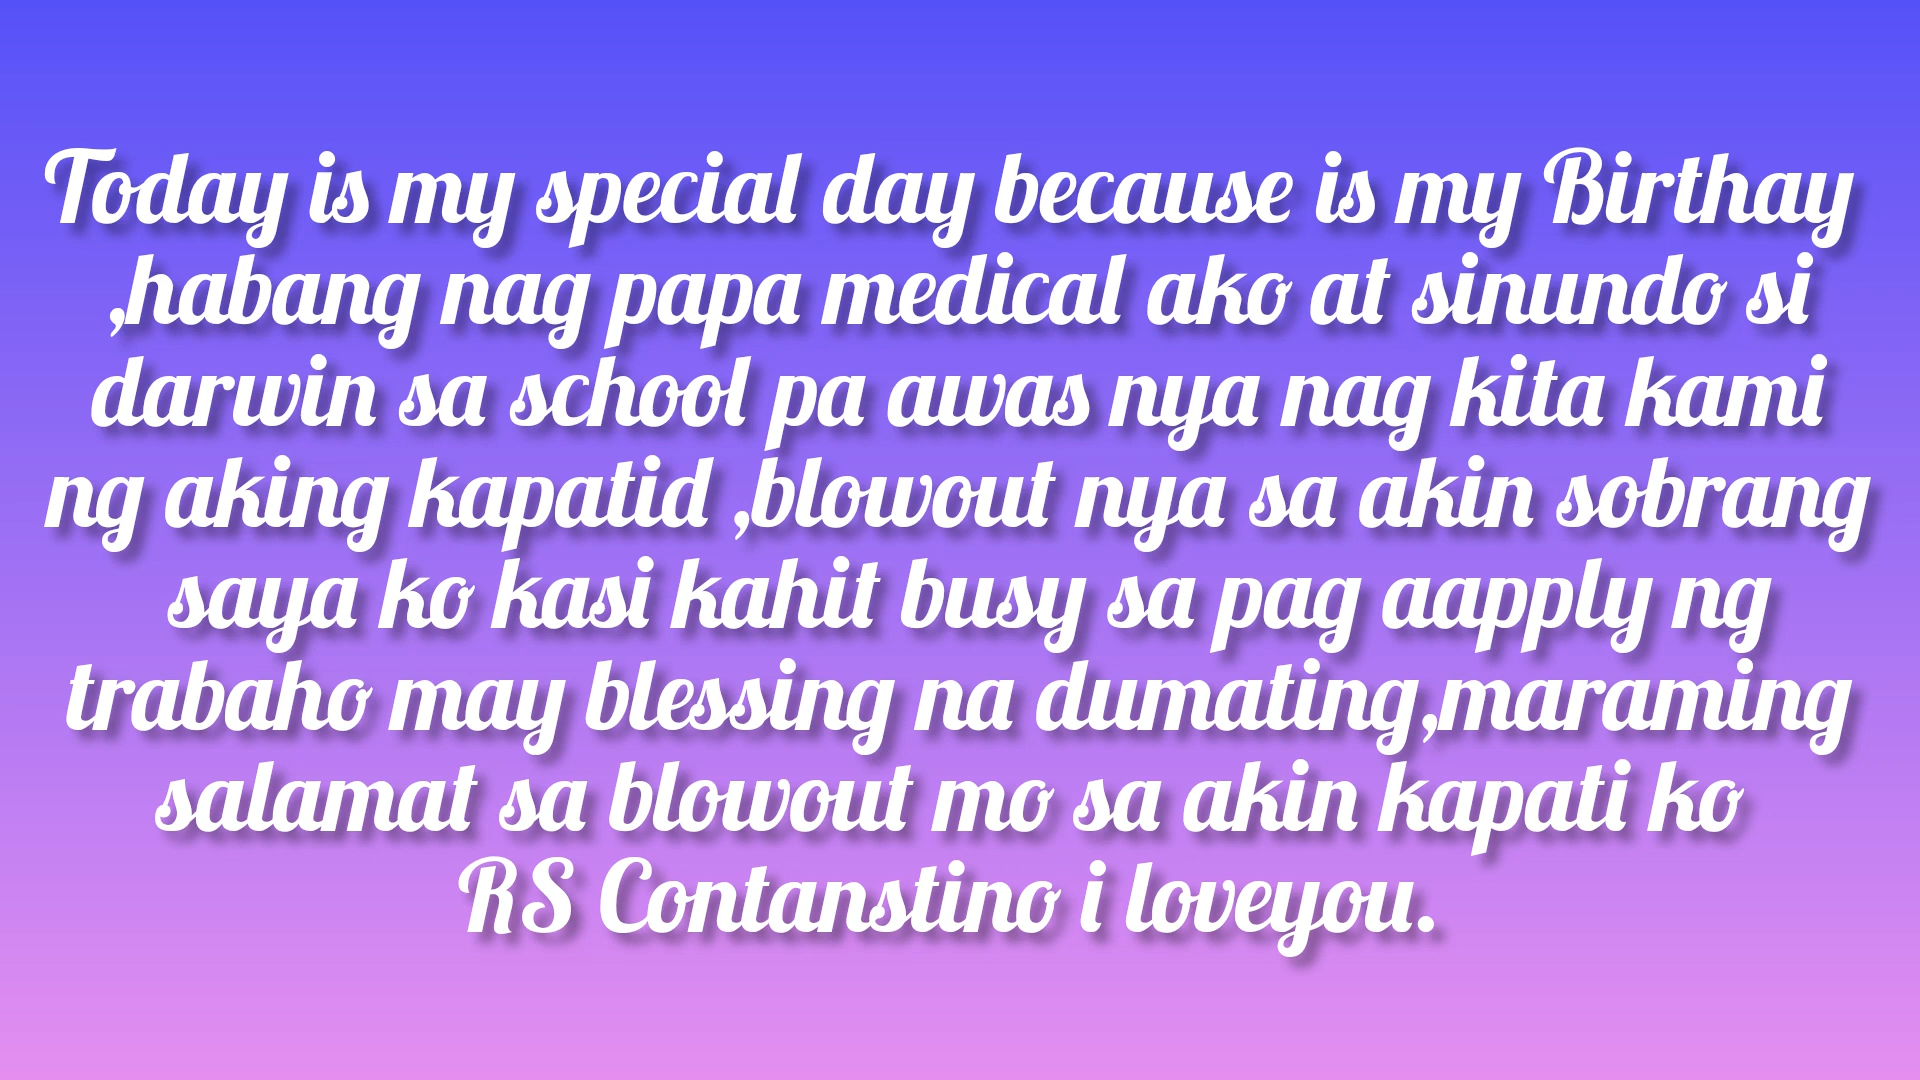 Today is my special day because is my Birthay
,habang nag papa medical ako at sinundo si
darwin sa school pa awas nya nag kita kami
ng aking kapatid ,blowout nya sa akin sobrang
saya ko kasi kahit busy sa pag aapply ng
trabaho may blessing na dumating,maraming
salamat sa blowout mo sa akin kapati ko
RS Contanstino i loveyou.